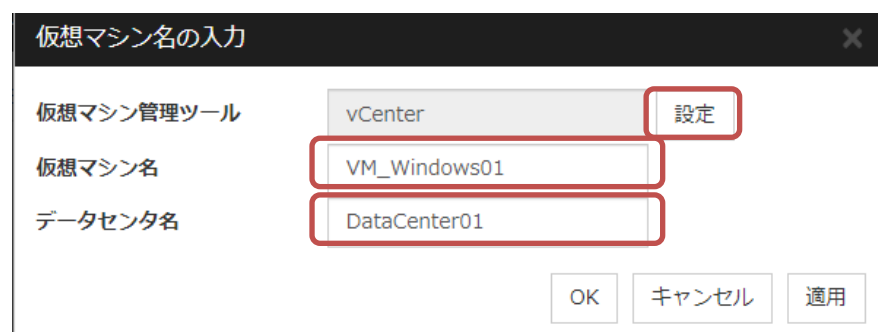 仮想マシン名の入力 ×
仮想マシン管理ツール vCenter 設定
仮想マシン名 VM_Windows01
データセンタ名 DataCenter01
OK キャンセル 適用